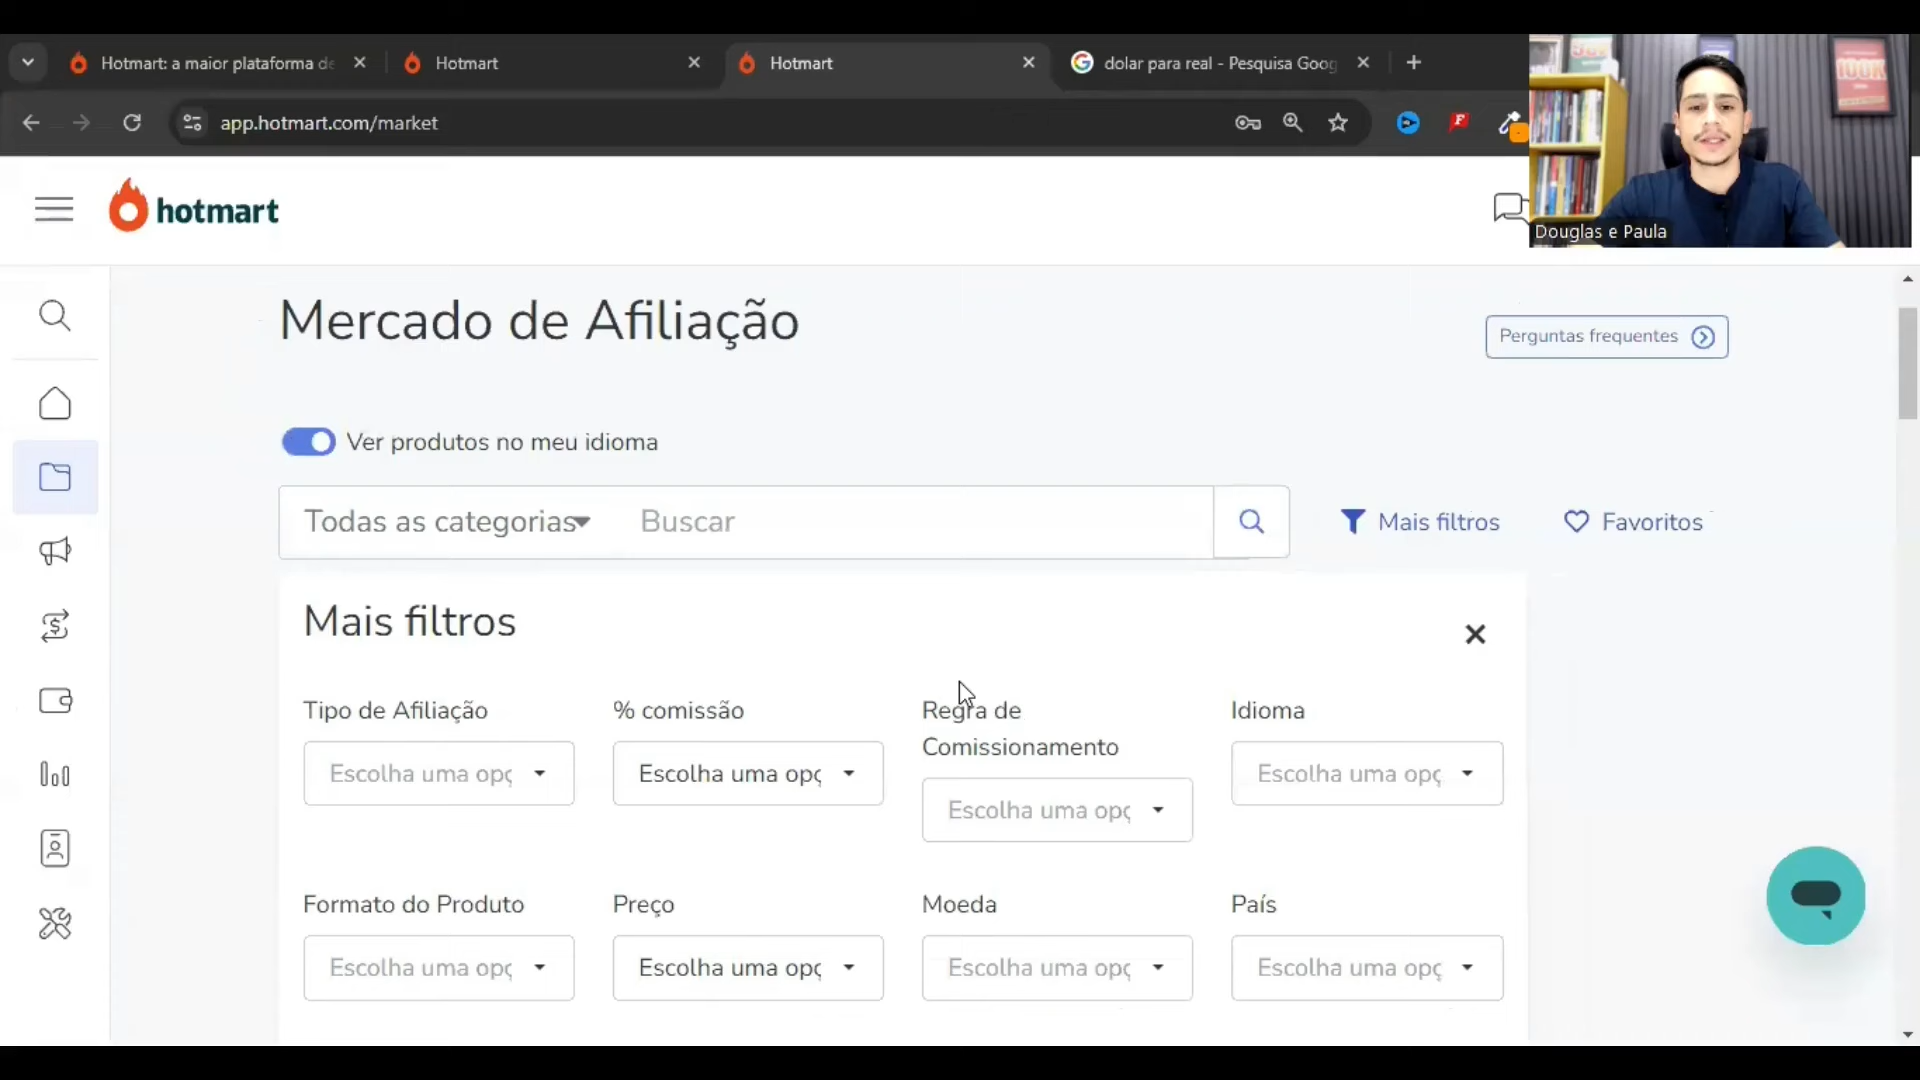 Hotmart: a maior plataforma de
Hotmart
Hotmart
dolar para real - Pesquisa Goog
app.hotmart.com/market
hotmart
Douglas e Paula
100K
Mercado de Afiliação
Perguntas frequentes
Ver produtos no meu idioma
Todas as categorias
Buscar
Mais filtros
Favoritos
Mais filtros
Tipo de Afiliação
% comissão
Regra de
Comissionamento
Idioma
Escolha uma opç
Escolha uma opç
Escolha uma opç
Escolha uma opç
Formato do Produto
Preço
Moeda
País
Escolha uma opç
Escolha uma opç
Escolha uma opç
Escolha uma opç